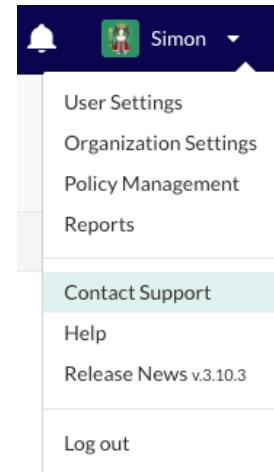 Simon
User Settings
Organization Settings
Policy Management
Reports
Contact Support
Help
Release News v.3.10.3
Log out